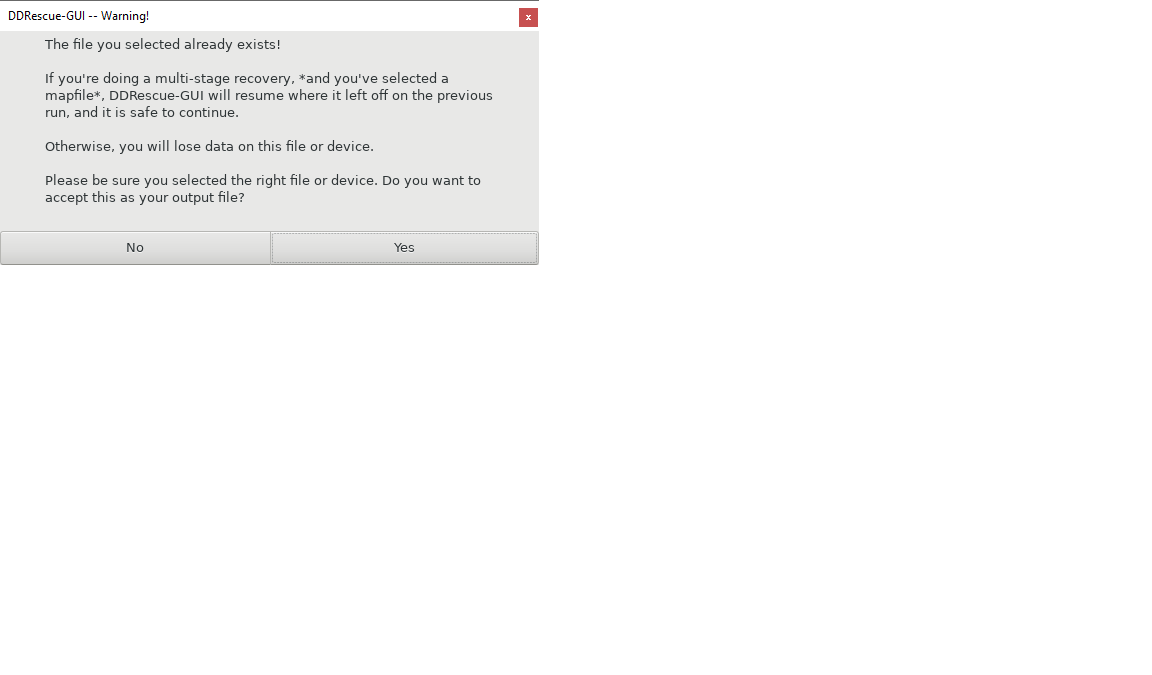 DDRescue-GUI -- Warning!
x
The file you selected already exists!
If you're doing a multi-stage recovery, *and you've selected a
mapfile*, DDRescue-GUI will resume where it left off on the previous
run, and it is safe to continue.
Otherwise, you will lose data on this file or device.
Please be sure you selected the right file or device. Do you want to
accept this as your output file?
No
Yes